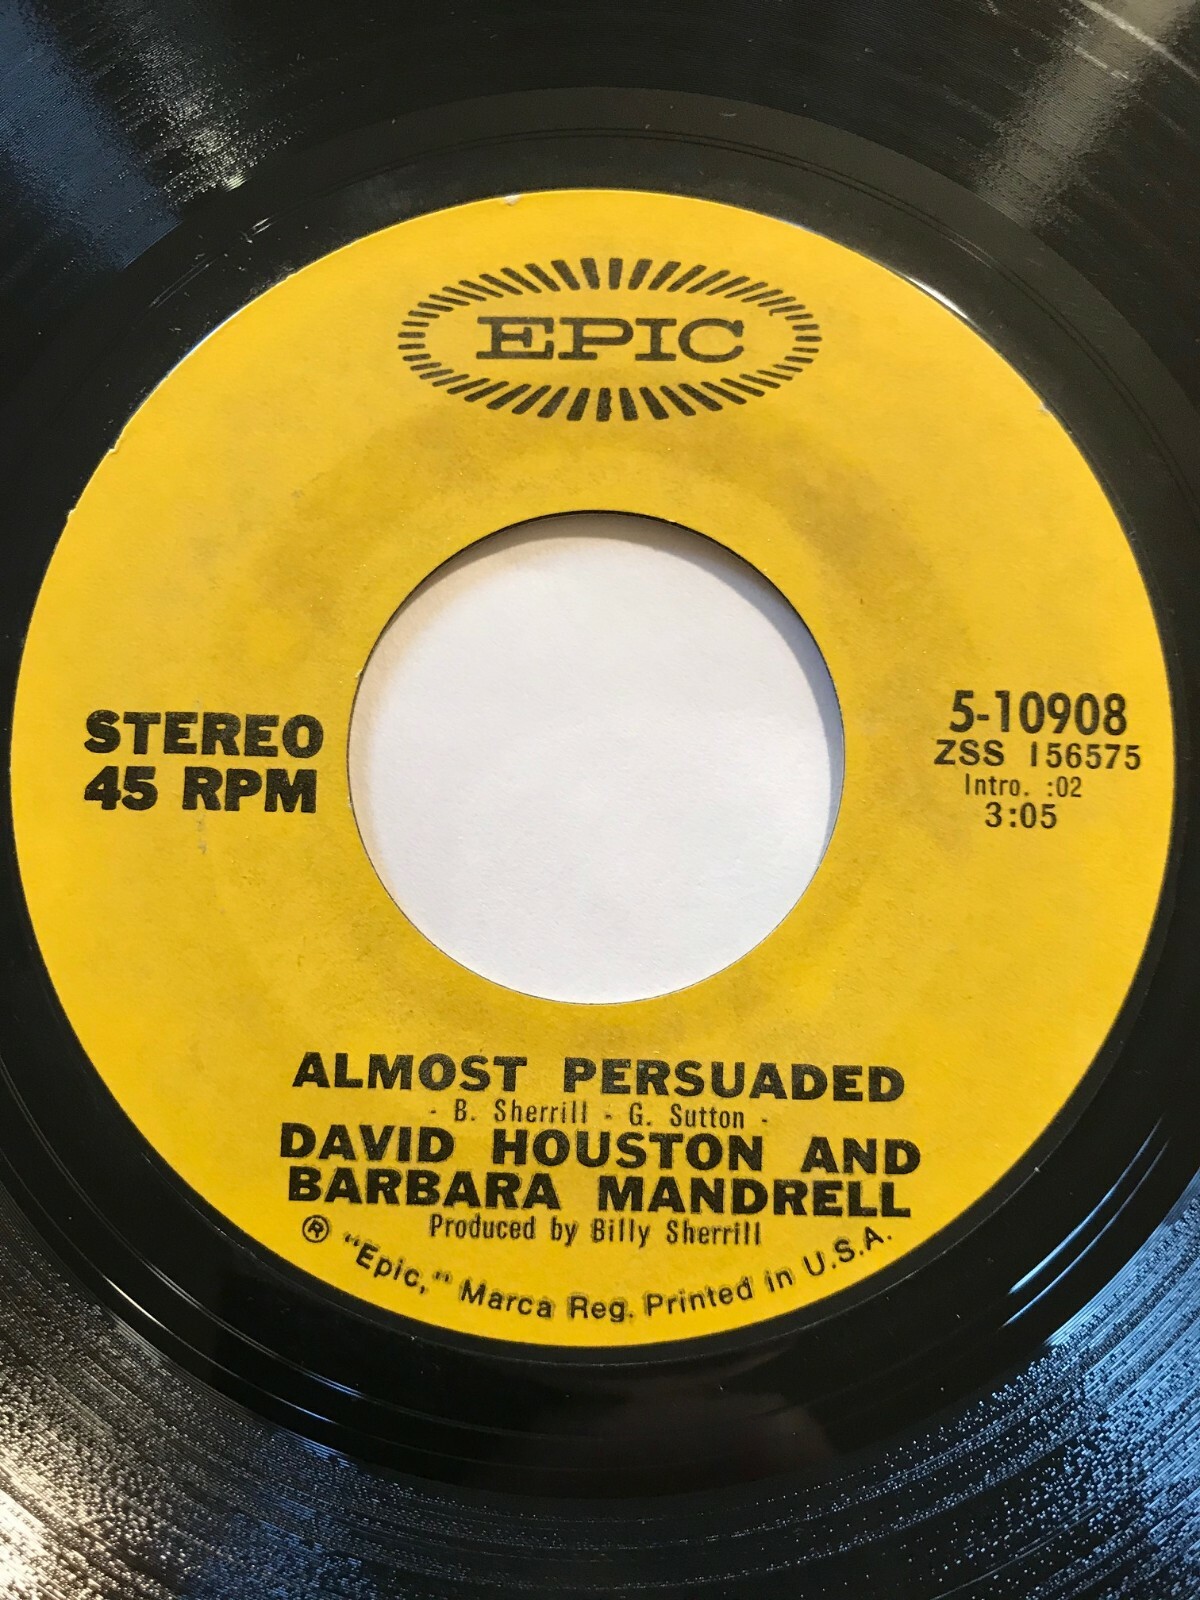 EPIC
STEREO
45 RPM
5-10908
ZSS 156575
Intro. :02
3:05
ALMOST PERSUADED
- B. Sherrill - G. Sutton -
DAVID HOUSTON AND
BARBARA MANDRELL
Produced by Billy Sherrill
® "Epic," Marca Reg. Printed in U.S.A.